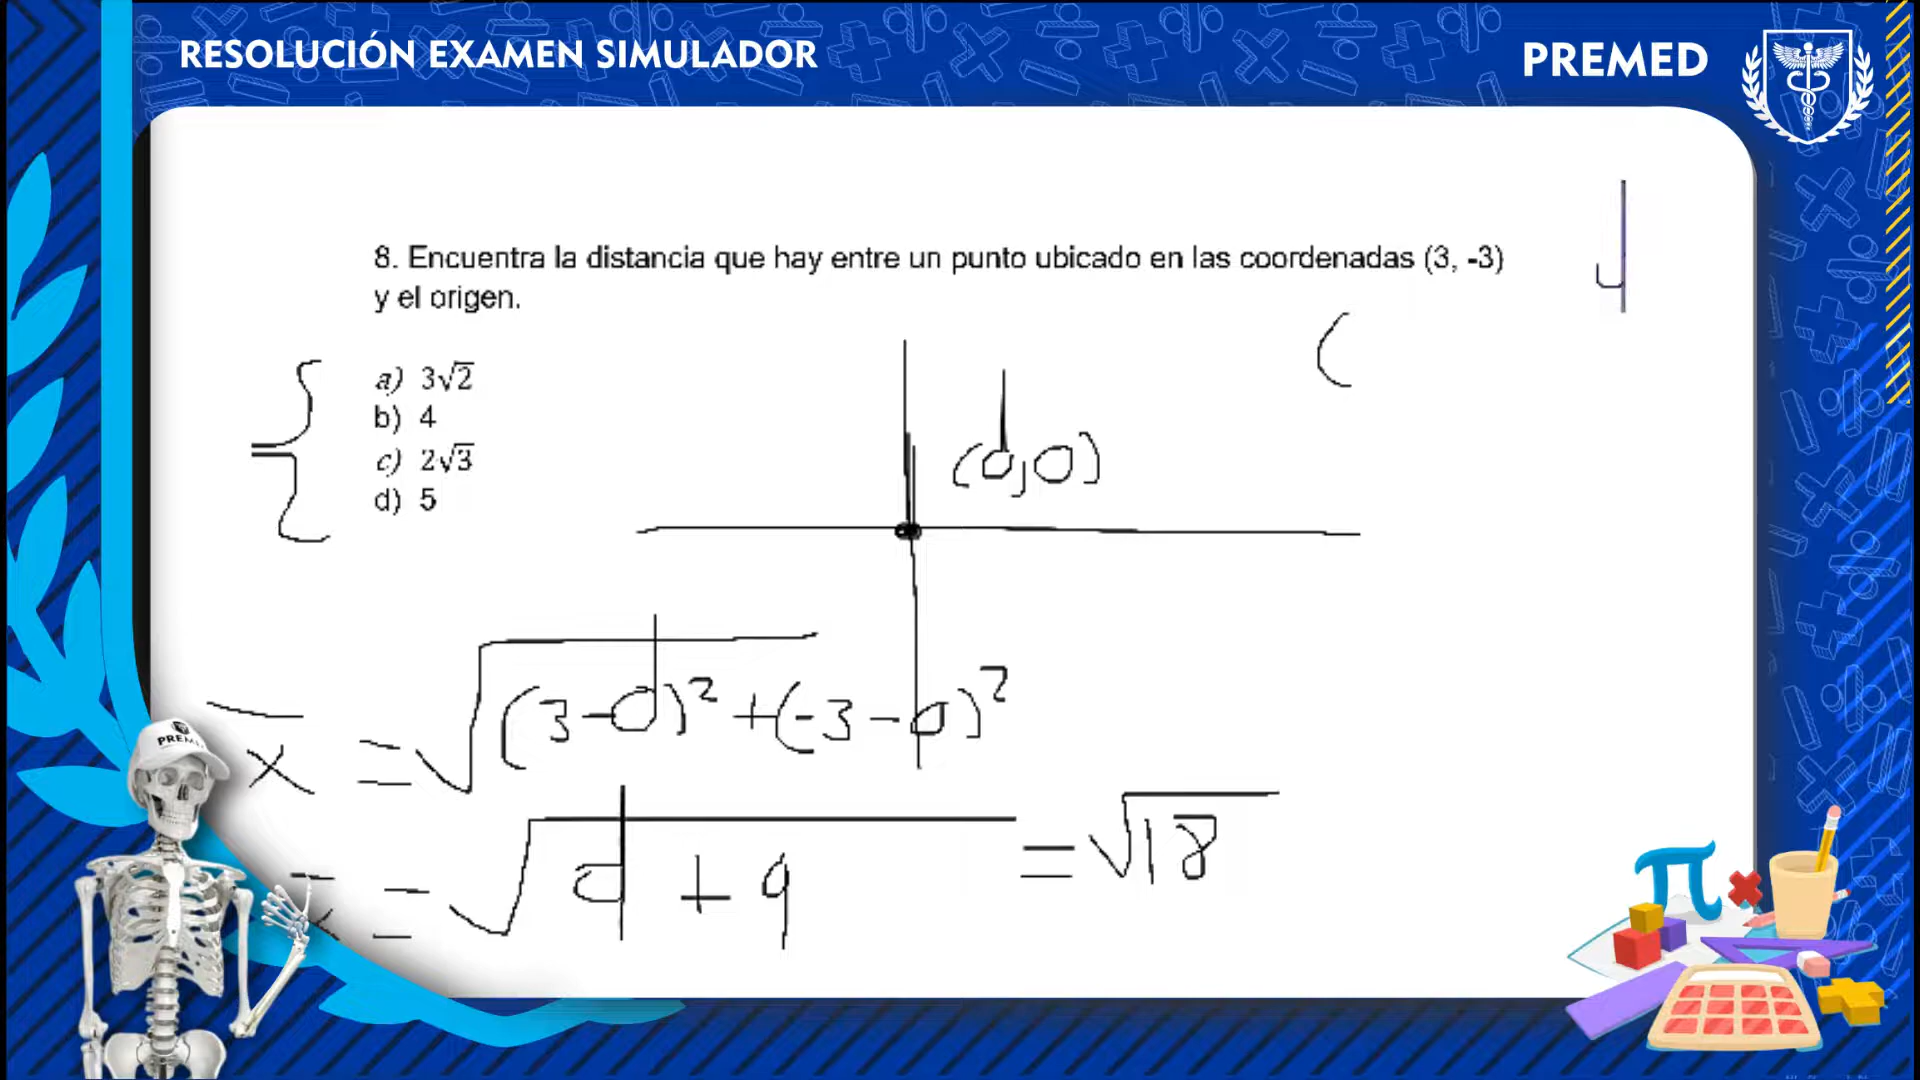 RESOLUCIÓN EXAMEN SIMULADOR
PREMED
8. Encuentra la distancia que hay entre un punto ubicado en las coordenadas (3, -3)
y el origen.
a) 3√2
b) 4
c) 2√3
d) 5
(0,0)
x̄ = √(3-0)² + (-3-0)²
= √9 + 9 = √18
PREMED